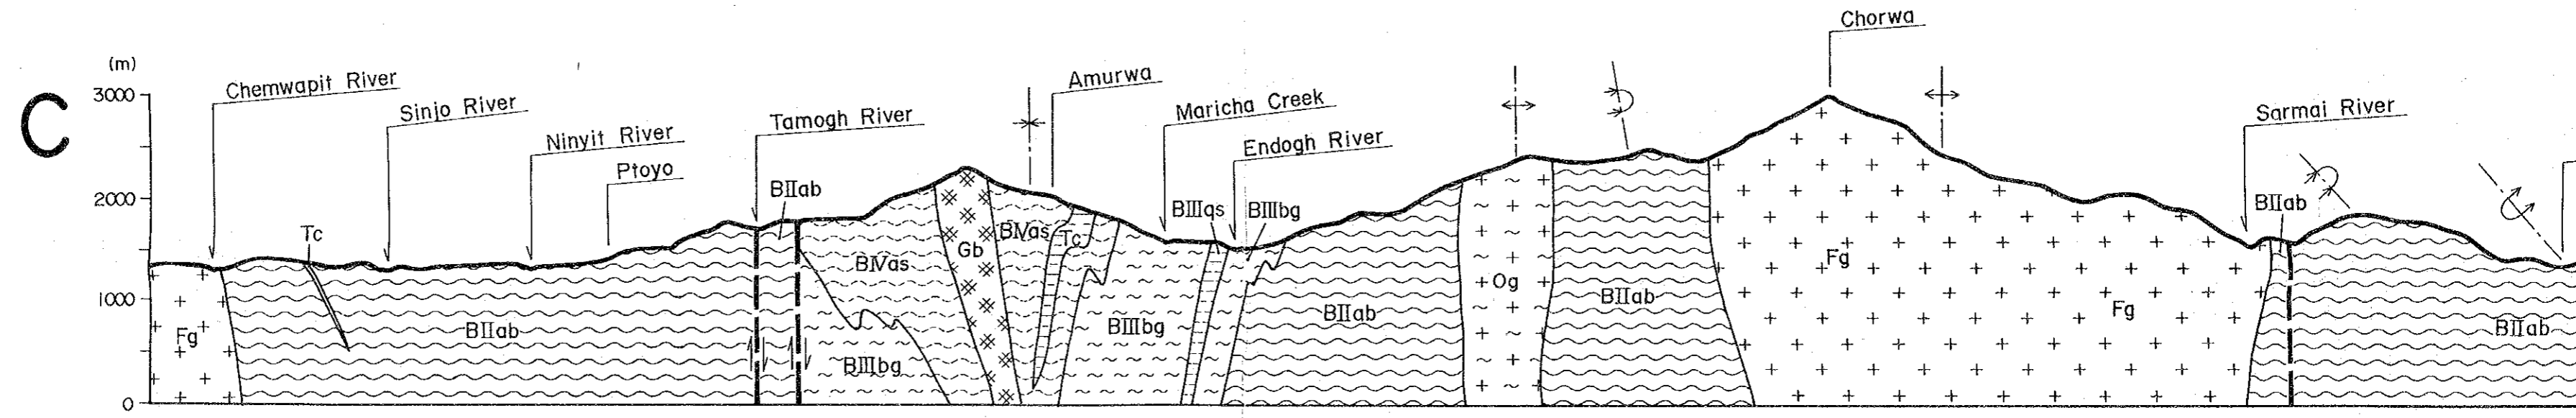 C
(m)
3000
2000
1000
0
Chemwapit River
Sinjo River
Ninyit River
Ptoyo
Tamogh River
Amurwa
Maricha Creek
Endogh River
Chorwa
Sarmai River
Tc
BⅡab
BⅣas
Gb
BⅣas
Tc
BⅢqs
BⅢbg
BⅡab
Fg
BⅡab
BⅢbg
BⅢbg
BⅡab
Og
BⅡab
Fg
Fg
BⅡab